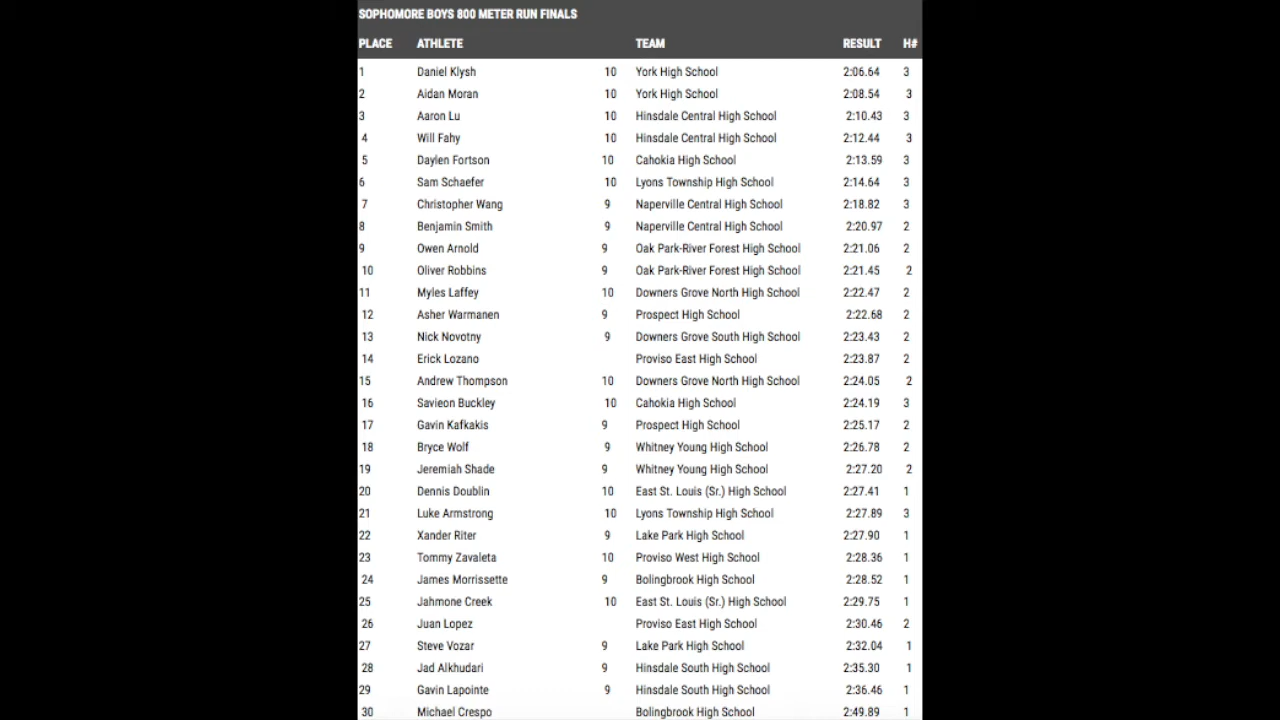 SOPHOMORE BOYS 800 METER RUN FINALS
PLACE ATHLETE TEAM RESULT H#
1 Daniel Klysh 10 York High School 2:06.64 3
2 Aidan Moran 10 York High School 2:08.54 3
3 Aaron Lu 10 Hinsdale Central High School 2:10.43 3
4 Will Fahy 10 Hinsdale Central High School 2:12.44 3
5 Daylen Fortson 10 Cahokia High School 2:13.59 3
6 Sam Schaefer 10 Lyons Township High School 2:14.64 3
7 Christopher Wang 9 Naperville Central High School 2:18.82 3
8 Benjamin Smith 9 Naperville Central High School 2:20.97 2
9 Owen Arnold 9 Oak Park-River Forest High School 2:21.06 2
10 Oliver Robbins 9 Oak Park-River Forest High School 2:21.45 2
11 Myles Laffey 10 Downers Grove North High School 2:22.47 2
12 Asher Warmanen 9 Prospect High School 2:22.68 2
13 Nick Novotny 9 Downers Grove South High School 2:23.43 2
14 Erick Lozano Proviso East High School 2:23.87 2
15 Andrew Thompson 10 Downers Grove North High School 2:24.05 2
16 Savieon Buckley 10 Cahokia High School 2:24.19 3
17 Gavin Kafkakis 9 Prospect High School 2:25.17 2
18 Bryce Wolf 9 Whitney Young High School 2:26.78 2
19 Jeremiah Shade 9 Whitney Young High School 2:27.20 2
20 Dennis Doublin 10 East St. Louis (Sr.) High School 2:27.41 1
21 Luke Armstrong 10 Lyons Township High School 2:27.89 3
22 Xander Riter 9 Lake Park High School 2:27.90 1
23 Tommy Zavaleta 10 Proviso West High School 2:28.36 1
24 James Morrissette 9 Bolingbrook High School 2:28.52 1
25 Jahmone Creek 10 East St. Louis (Sr.) High School 2:29.75 1
26 Juan Lopez Proviso East High School 2:30.46 2
27 Steve Vozar 9 Lake Park High School 2:32.04 1
28 Jad Alkhudari 9 Hinsdale South High School 2:35.30 1
29 Gavin Lapointe 9 Hinsdale South High School 2:36.46 1
30 Michael Crespo Bolingbrook High School 2:49.89 1